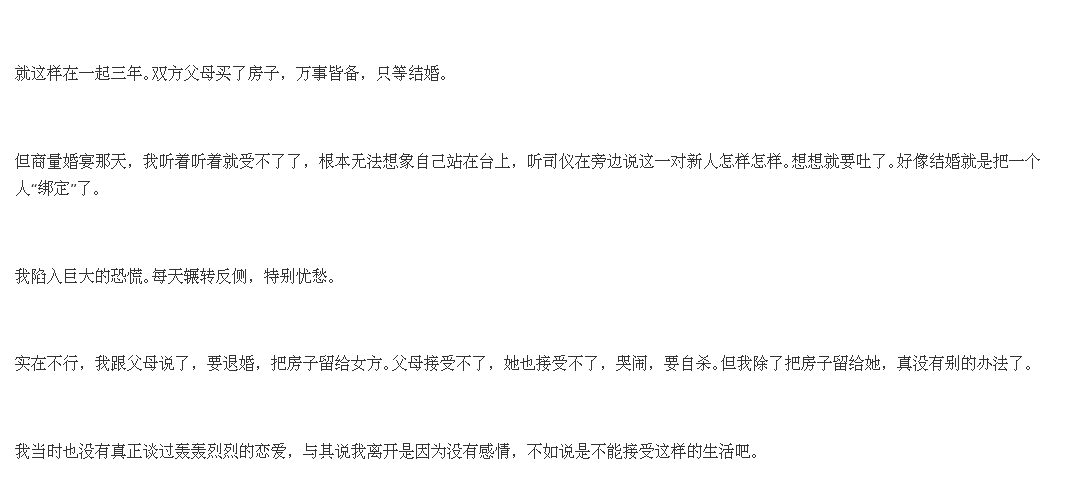 就这样在一起三年。双方父母买了房子，万事皆备，只等结婚。
但商量婚宴那天，我听着听着就受不了了，根本无法想象自己站在台上，听司仪在旁边说这一对新人怎样怎样。想想就要吐了。好像结婚就是把一个
人“绑定”了。
我陷入巨大的恐慌。每天辗转反侧，特别忧愁。
实在不行，我跟父母说了，要退婚，把房子留给女方。父母接受不了，她也接受不了，哭闹，要自杀。但我除了把房子留给她，真没有别的办法了。
我当时也没有真正谈过轰轰烈烈的恋爱，与其说我离开是因为没有感情，不如说是不能接受这样的生活吧。